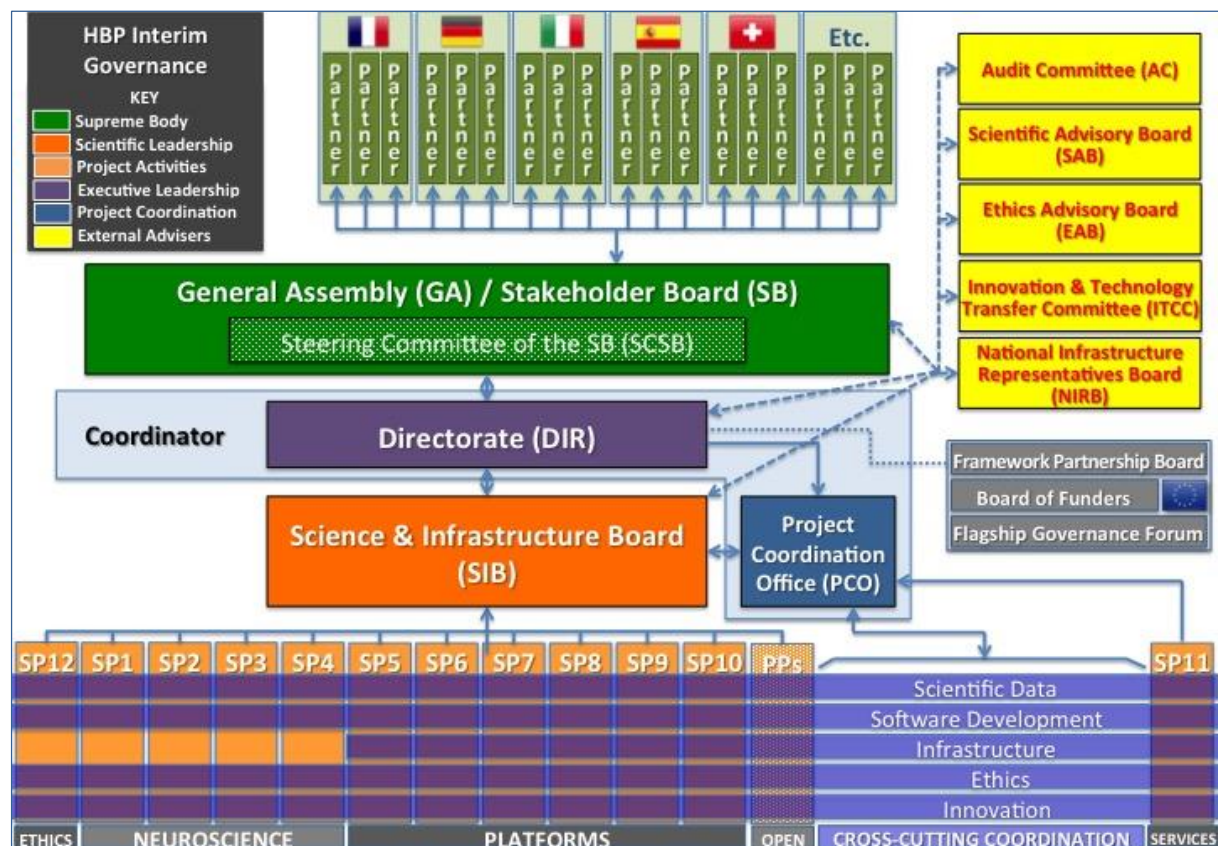 HBP Interim
Governance
KEY
Supreme Body
Scientific Leadership
Project Activities
Executive Leadership
Project Coordination
External Advisers
Etc.
Partner Partner Partner Partner Partner Partner Partner Partner Partner Partner Partner Partner Partner Partner Partner Partner Partner Partner
Audit Committee (AC)
Scientific Advisory Board
(SAB)
Ethics Advisory Board
(EAB)
Innovation & Technology
Transfer Committee (ITCC)
National Infrastructure
Representatives Board
(NIRB)
General Assembly (GA) / Stakeholder Board (SB)
Steering Committee of the SB (SCSB)
Coordinator
Directorate (DIR)
Framework Partnership Board
Board of Funders
Flagship Governance Forum
Science & Infrastructure Board
(SIB)
Project
Coordination
Office (PCO)
SP12 SP1 SP2 SP3 SP4 SP5 SP6 SP7 SP8 SP9 SP10 PPs SP11
Scientific Data
Software Development
Infrastructure
Ethics
Innovation
ETHICS NEUROSCIENCE PLATFORMS OPEN CROSS-CUTTING COORDINATION SERVICES